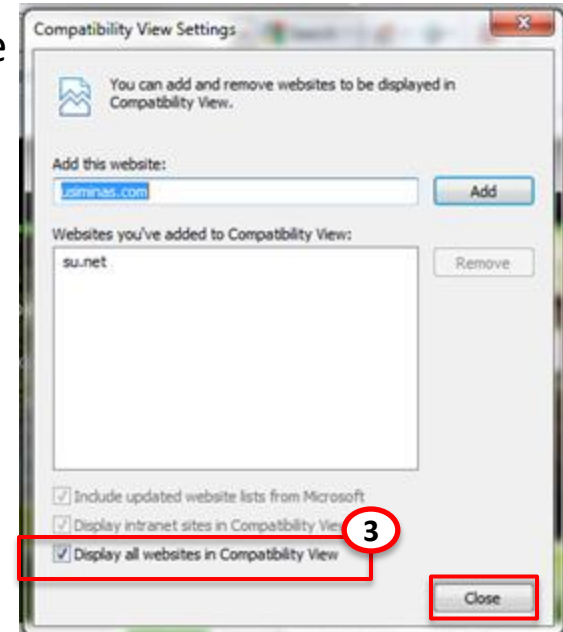 e
Compatibility View Settings
You can add and remove websites to be displayed in
Compatibility View.
Add this website:
usiminas.com
Add
Websites you've added to Compatibility View:
su.net
Remove
Include updated website lists from Microsoft
Display intranet sites in Compatibility View
3
Display all websites in Compatibility View
Close